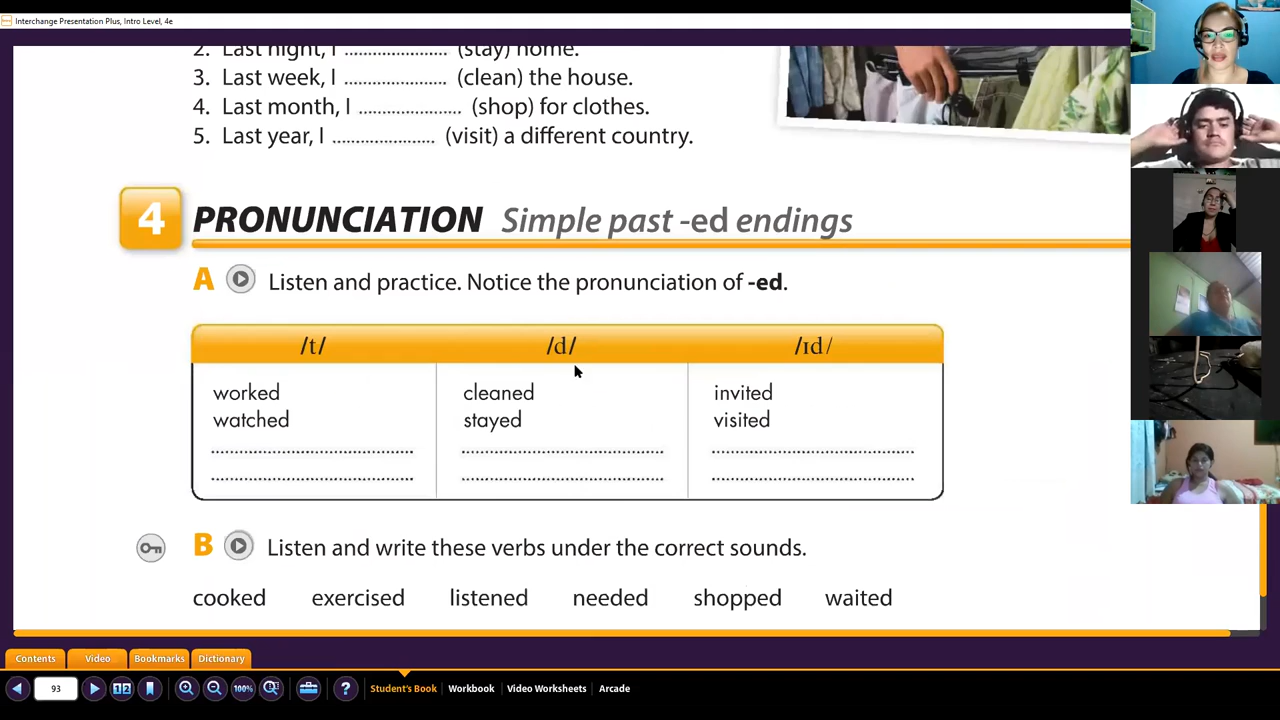 Interchange Presentation Plus, Intro Level, 4e
2. Last night, I ...................... (stay) home.
3. Last week, I ...................... (clean) the house.
4. Last month, I ...................... (shop) for clothes.
5. Last year, I ...................... (visit) a different country.
4 PRONUNCIATION Simple past -ed endings
A Listen and practice. Notice the pronunciation of -ed.
/t/ /d/ /ɪd/
worked cleaned invited
watched stayed visited
B Listen and write these verbs under the correct sounds.
cooked exercised listened needed shopped waited
Contents Video Bookmarks Dictionary
93 1 2 100% ? Student's Book Workbook Video Worksheets Arcade